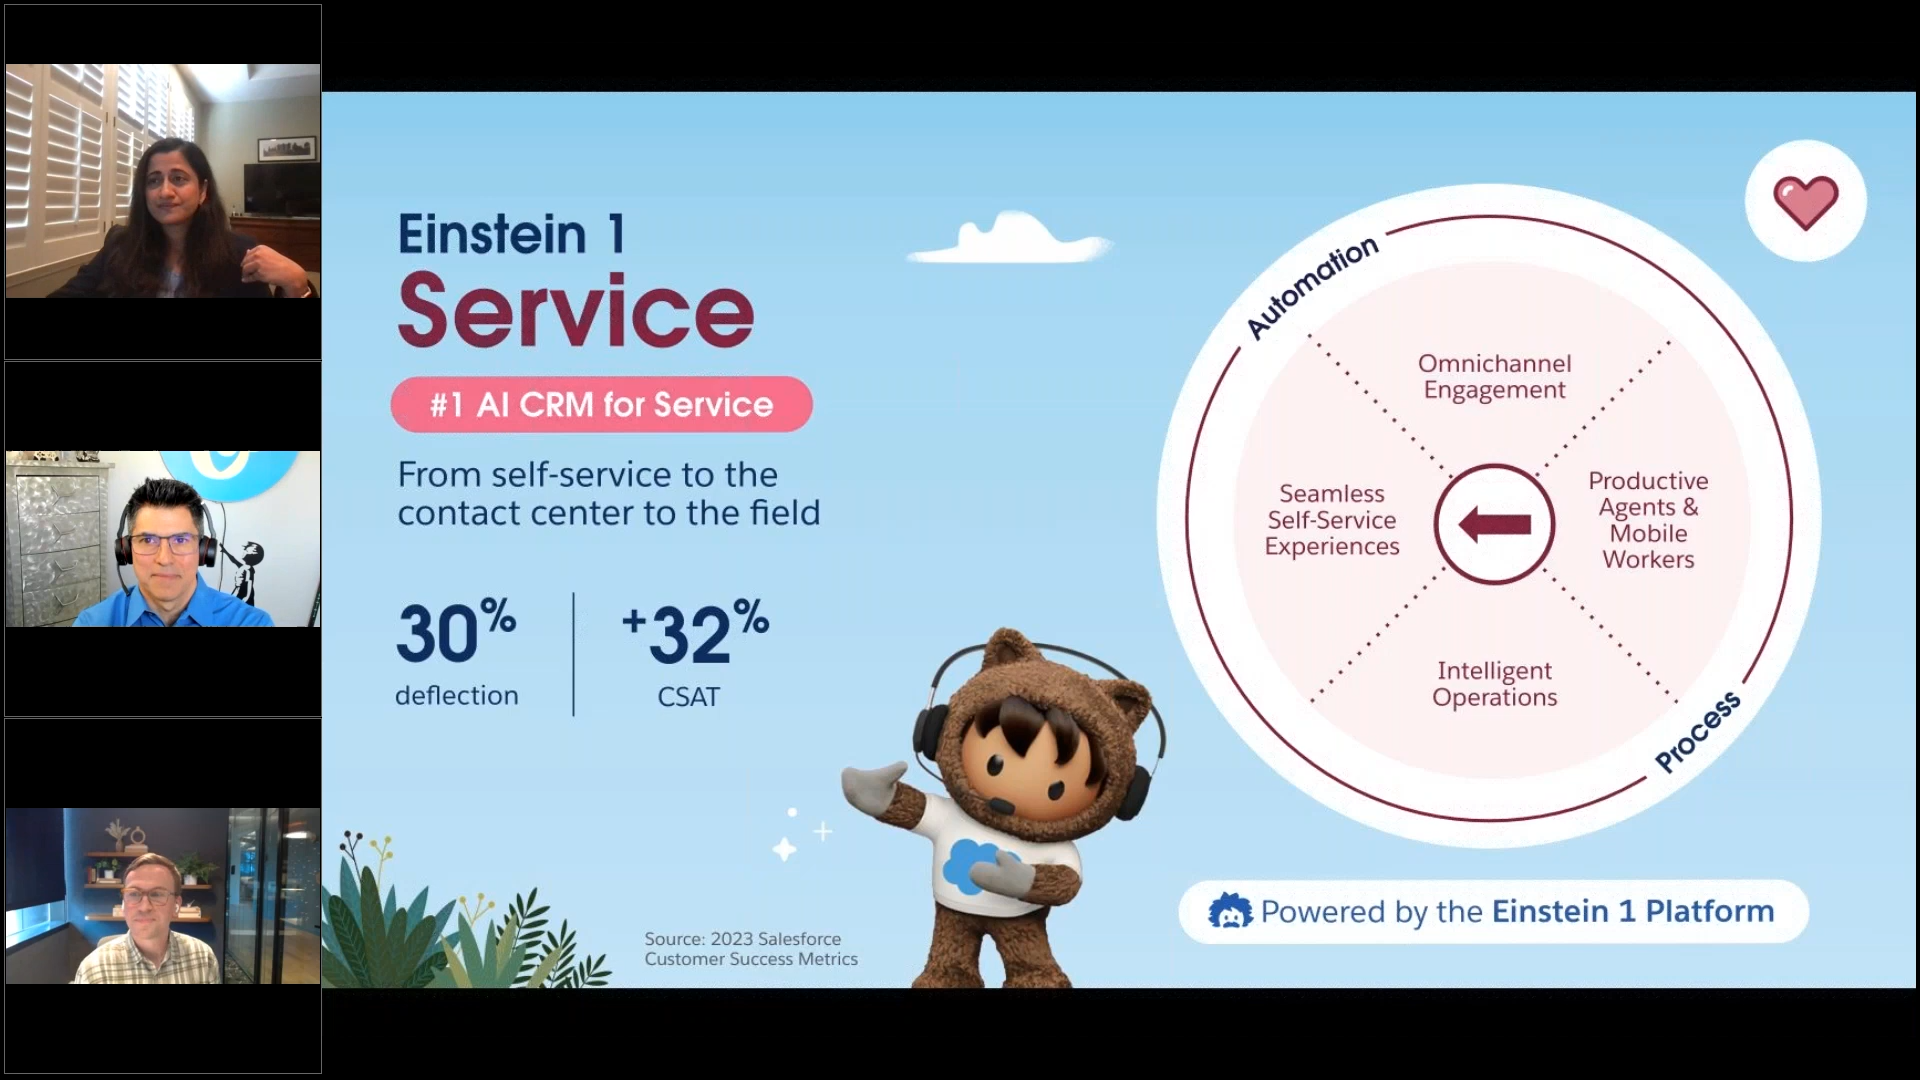 Einstein 1
Service
#1 AI CRM for Service
From self-service to the
contact center to the field
30%
deflection
+32%
CSAT
Source: 2023 Salesforce
Customer Success Metrics
Automation
Omnichannel
Engagement
Seamless
Self-Service
Experiences
Productive
Agents &
Mobile
Workers
Intelligent
Operations
Process
Powered by the Einstein 1 Platform